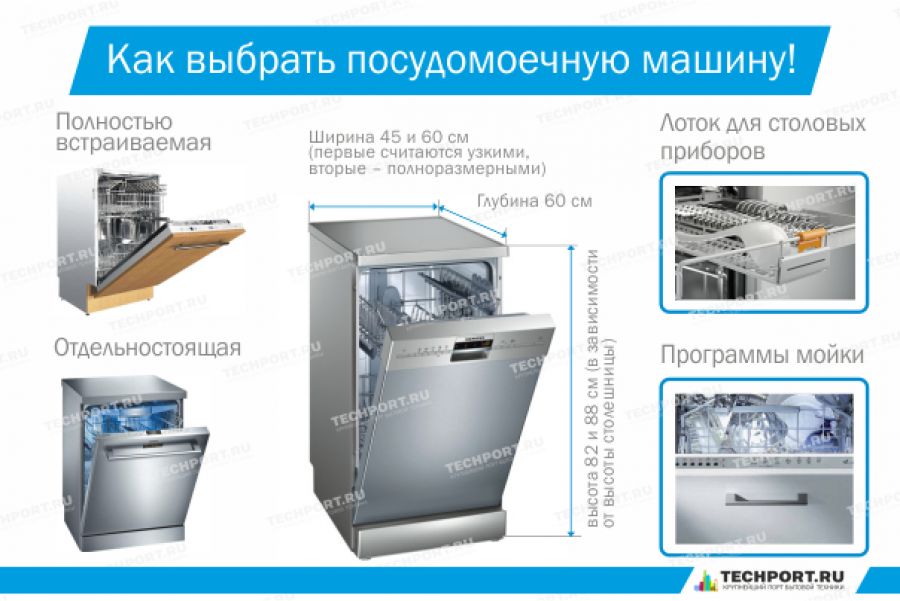 Как выбрать посудомоечную машину!
Полностью
встраиваемая
Ширина 45 и 60 см
(первые считаются узкими,
вторые – полноразмерными)
Глубина 60 см
Лоток для столовых
приборов
Отдельностоящая
высота 82 и 88 см (в зависимости
от высоты столешницы)
Программы мойки
TECHPORT.RU
КРУПНЕЙШИЙ ПОРТ БЫТОВОЙ ТЕХНИКИ